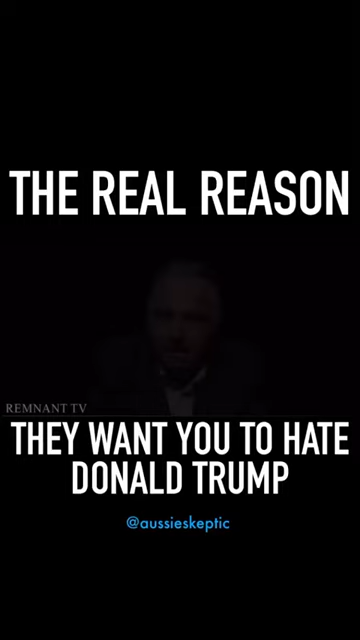 THE REAL REASON
REMNANT TV
THEY WANT YOU TO HATE
DONALD TRUMP
@aussieskeptic